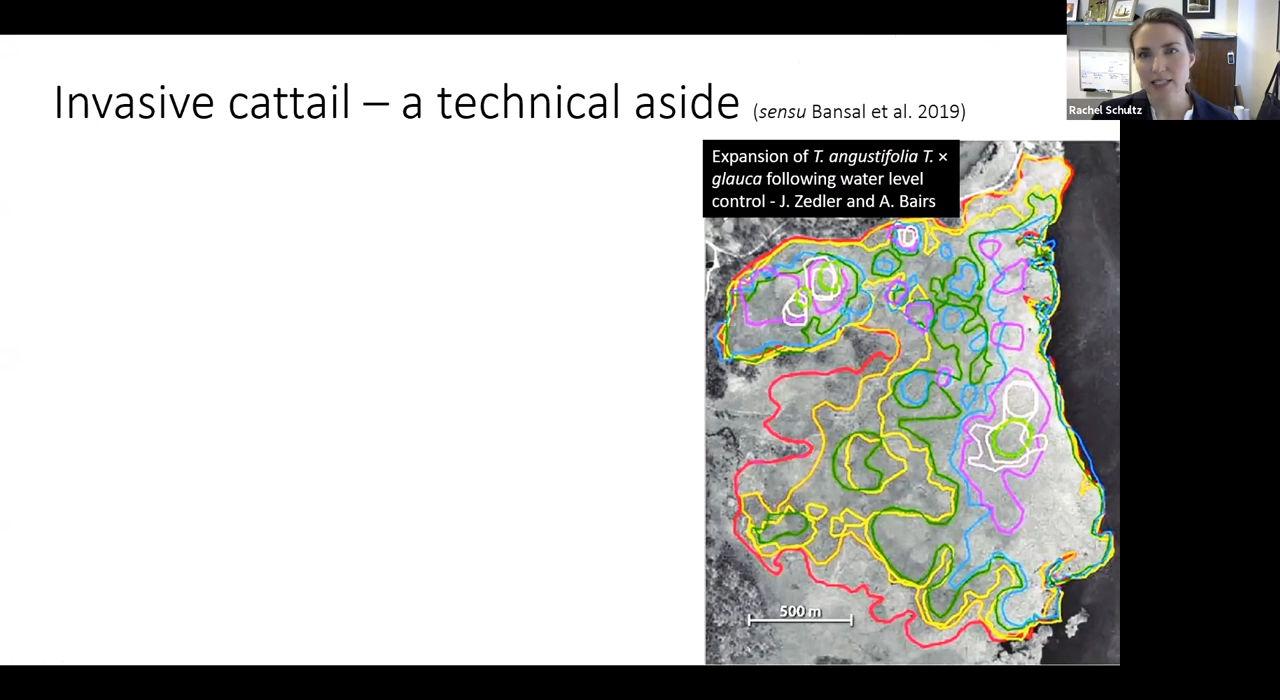 Invasive cattail – a technical aside (sensu Bansal et al. 2019)
Rachel Schultz
Expansion of T. angustifolia T. ×
glauca following water level
control - J. Zedler and A. Bairs
500 m